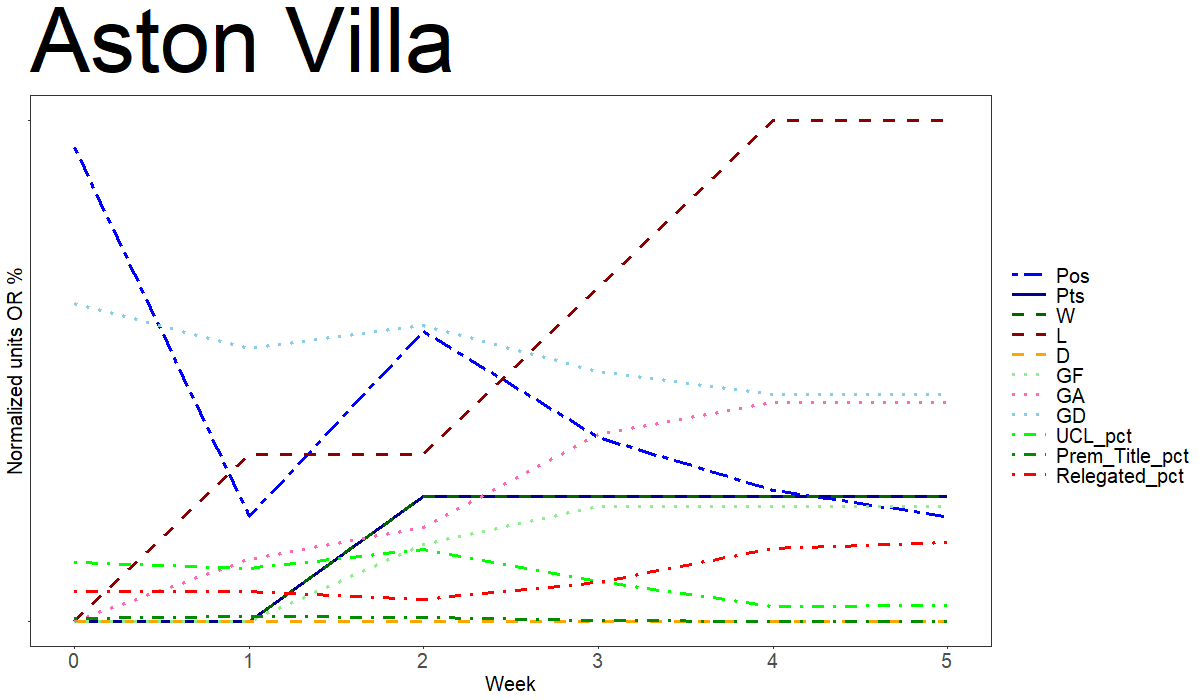 Aston Villa
Normalized units OR %
0 1 2 3 4 5
Week
Pos
Pts
W
L
D
GF
GA
GD
UCL_pct
Prem_Title_pct
Relegated_pct